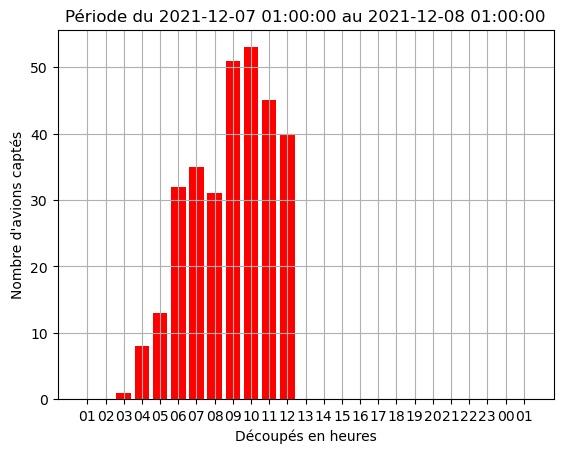 Période du 2021-12-07 01:00:00 au 2021-12-08 01:00:00
Nombre d'avions captés
50
40
30
20
10
0
01 02 03 04 05 06 07 08 09 10 11 12 13 14 15 16 17 18 19 20 21 22 23 00 01
Découpés en heures